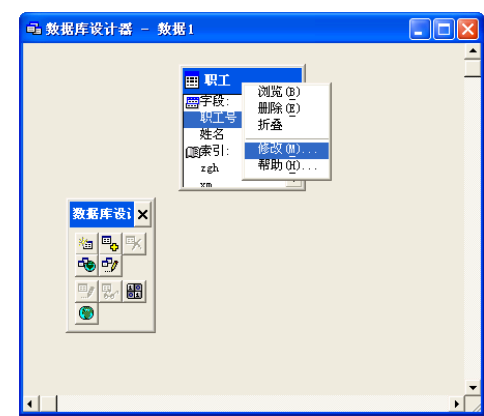 数据库设计器 - 数据1
职工
字段:
职工号
姓名
索引:
zgh
xm
浏览(B)
删除(E)
折叠
修改(M)...
帮助(H)...
数据库设